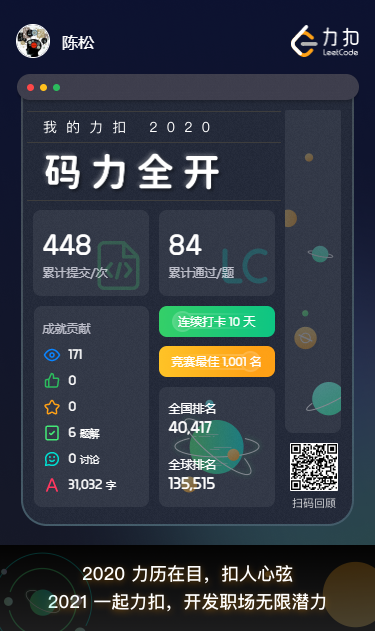 陈松
力扣
LeetCode
我的力扣 2020
码力全开
448
累计提交/次
84
累计通过/题
LC
成就贡献
171
0
0
6 题解
0 讨论
31,032 字
连续打卡 10 天
竞赛最佳 1,001 名
全国排名
40,417
全球排名
135,515
扫码回顾
2020 力历在目，扣人心弦
2021 一起力扣，开发职场无限潜力